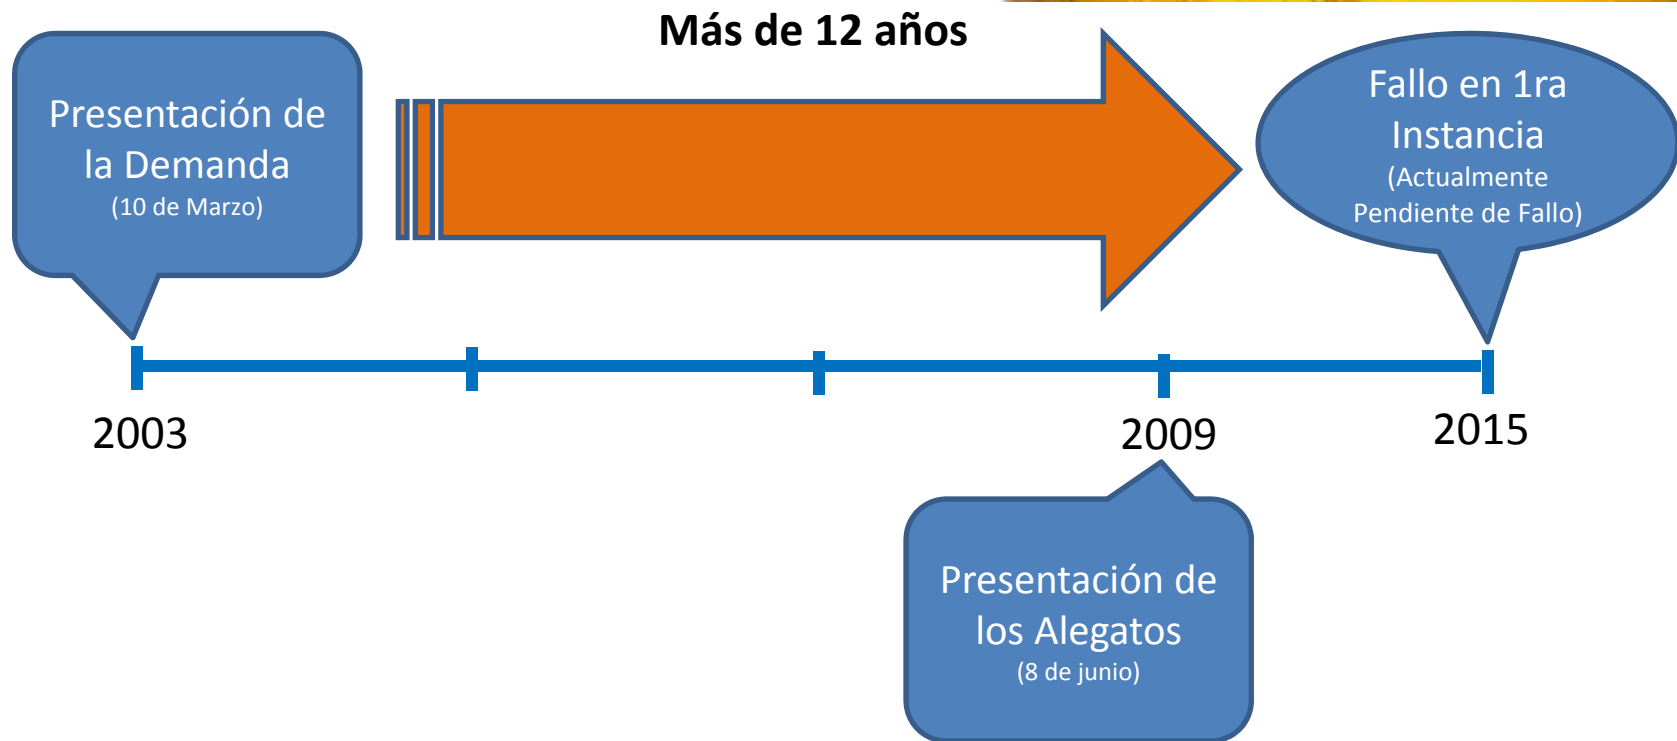 Más de 12 años
Presentación de
la Demanda
(10 de Marzo)
Fallo en 1ra
Instancia
(Actualmente
Pendiente de Fallo)
2003
2009
2015
Presentación de
los Alegatos
(8 de junio)